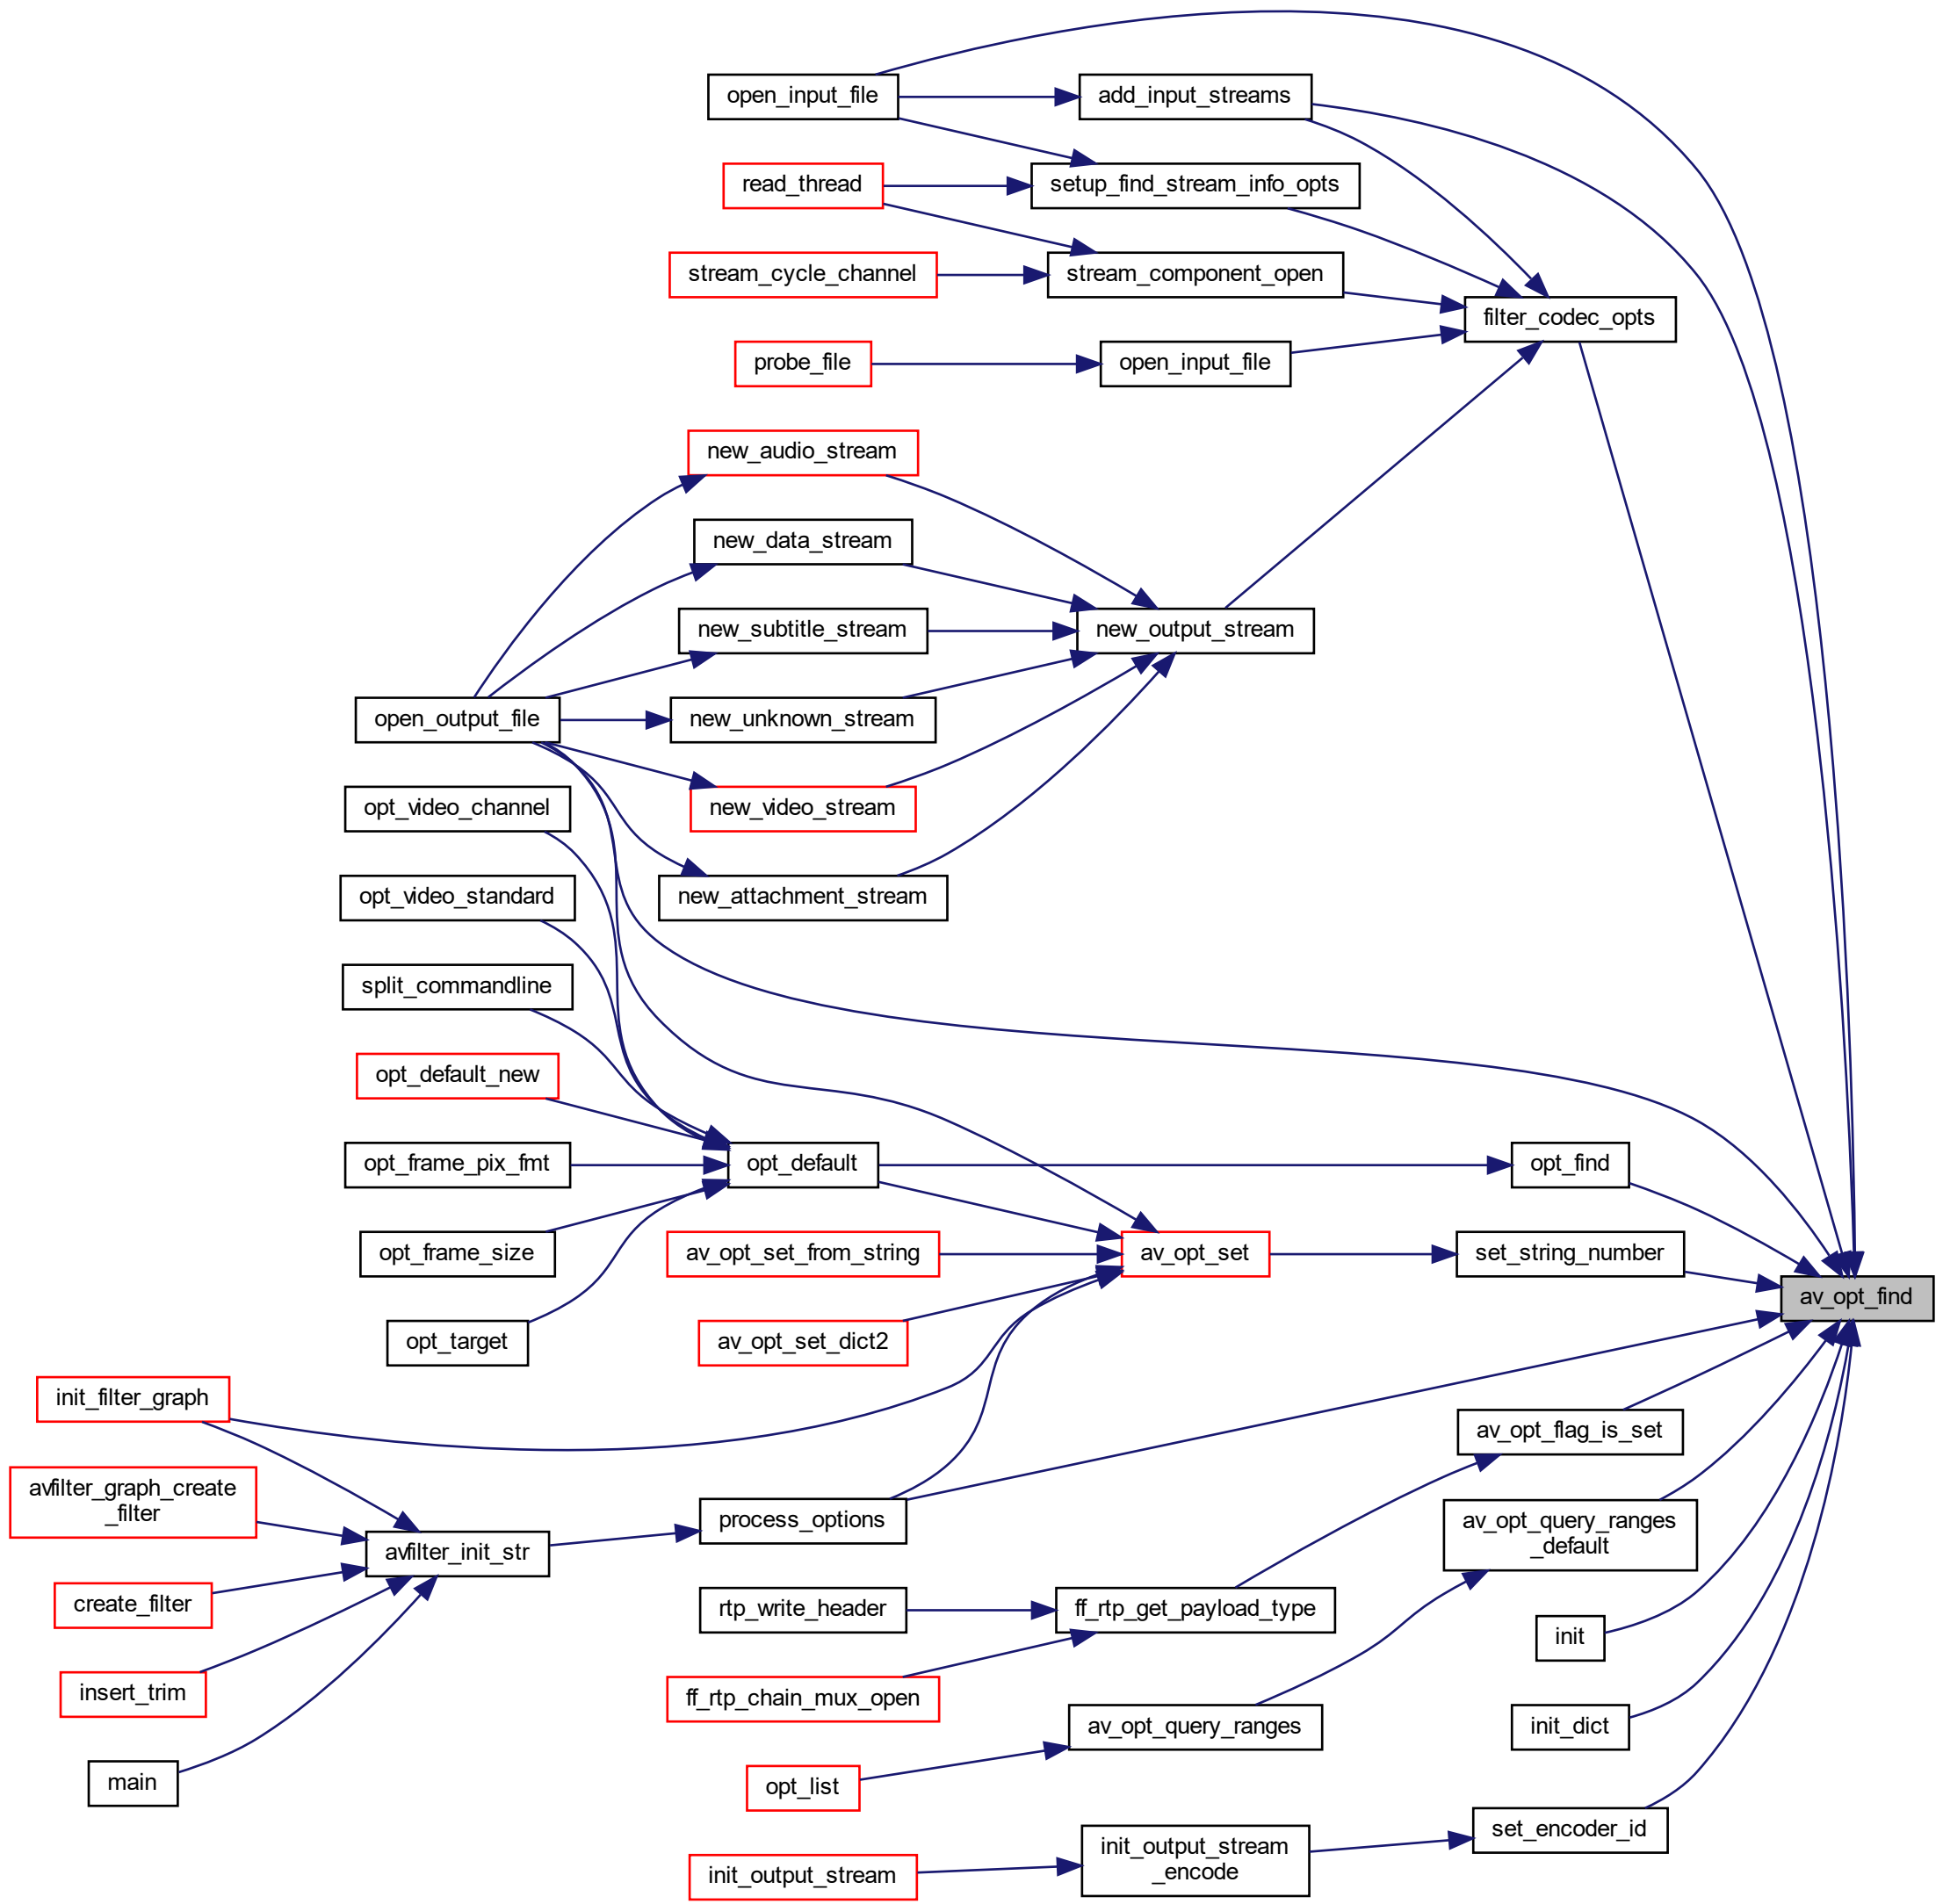 open_input_file
add_input_streams
read_thread
setup_find_stream_info_opts
stream_cycle_channel
stream_component_open
filter_codec_opts
probe_file
open_input_file
new_audio_stream
new_data_stream
new_subtitle_stream
new_output_stream
open_output_file
new_unknown_stream
opt_video_channel
new_video_stream
opt_video_standard
new_attachment_stream
split_commandline
opt_default_new
opt_frame_pix_fmt
opt_default
opt_find
opt_frame_size
av_opt_set_from_string
av_opt_set
set_string_number
av_opt_find
opt_target
av_opt_set_dict2
init_filter_graph
av_opt_flag_is_set
avfilter_graph_create
_filter
process_options
av_opt_query_ranges
_default
avfilter_init_str
create_filter
rtp_write_header
ff_rtp_get_payload_type
init
insert_trim
ff_rtp_chain_mux_open
av_opt_query_ranges
init_dict
main
opt_list
set_encoder_id
init_output_stream
_encode
init_output_stream